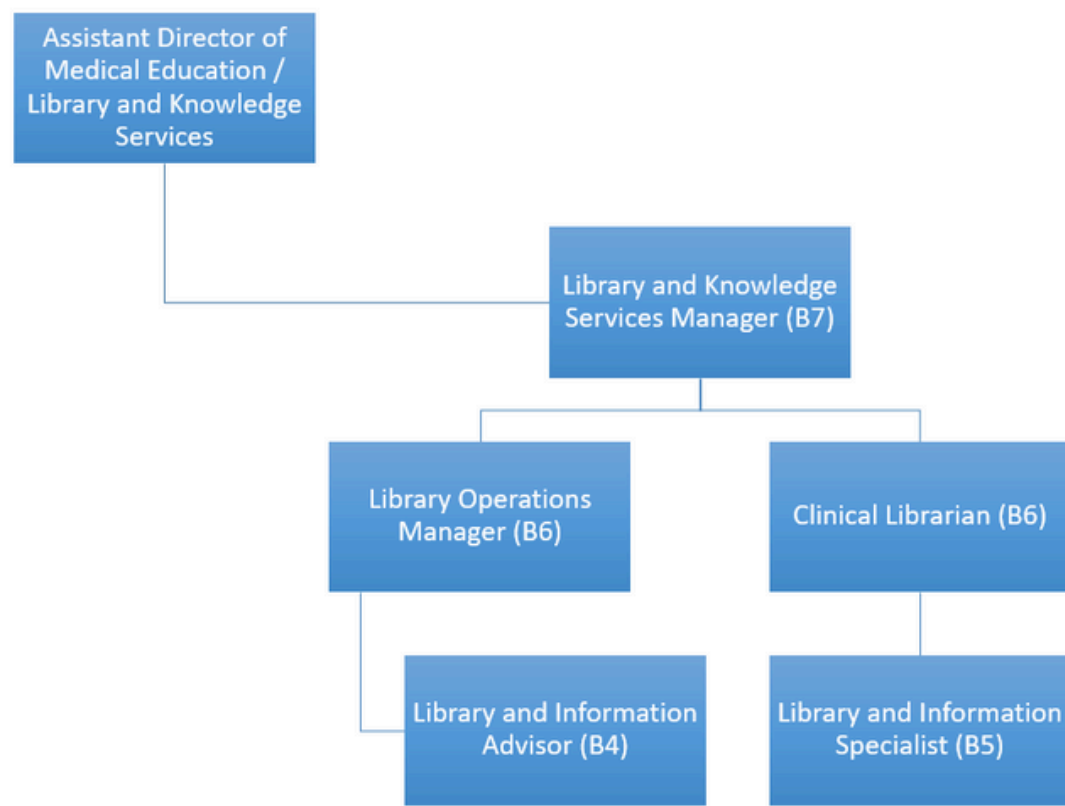 Assistant Director of
Medical Education /
Library and Knowledge
Services
Library and Knowledge
Services Manager (B7)
Library Operations
Manager (B6)
Clinical Librarian (B6)
Library and Information
Advisor (B4)
Library and Information
Specialist (B5)